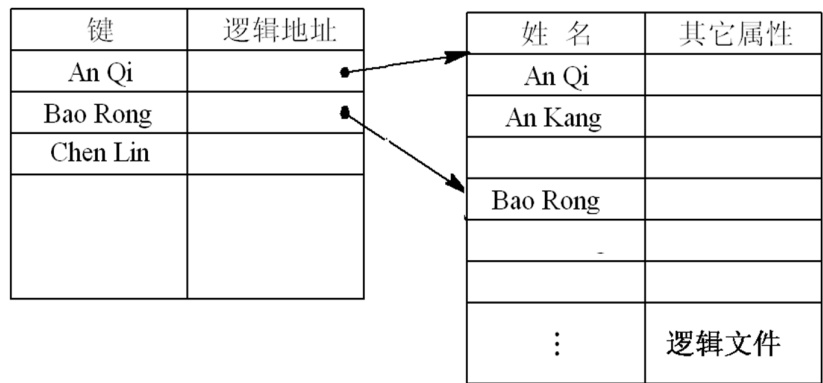 键 逻辑地址
An Qi
Bao Rong
Chen Lin
姓 名 其它属性
An Qi
An Kang
Bao Rong
⋮ 逻辑文件